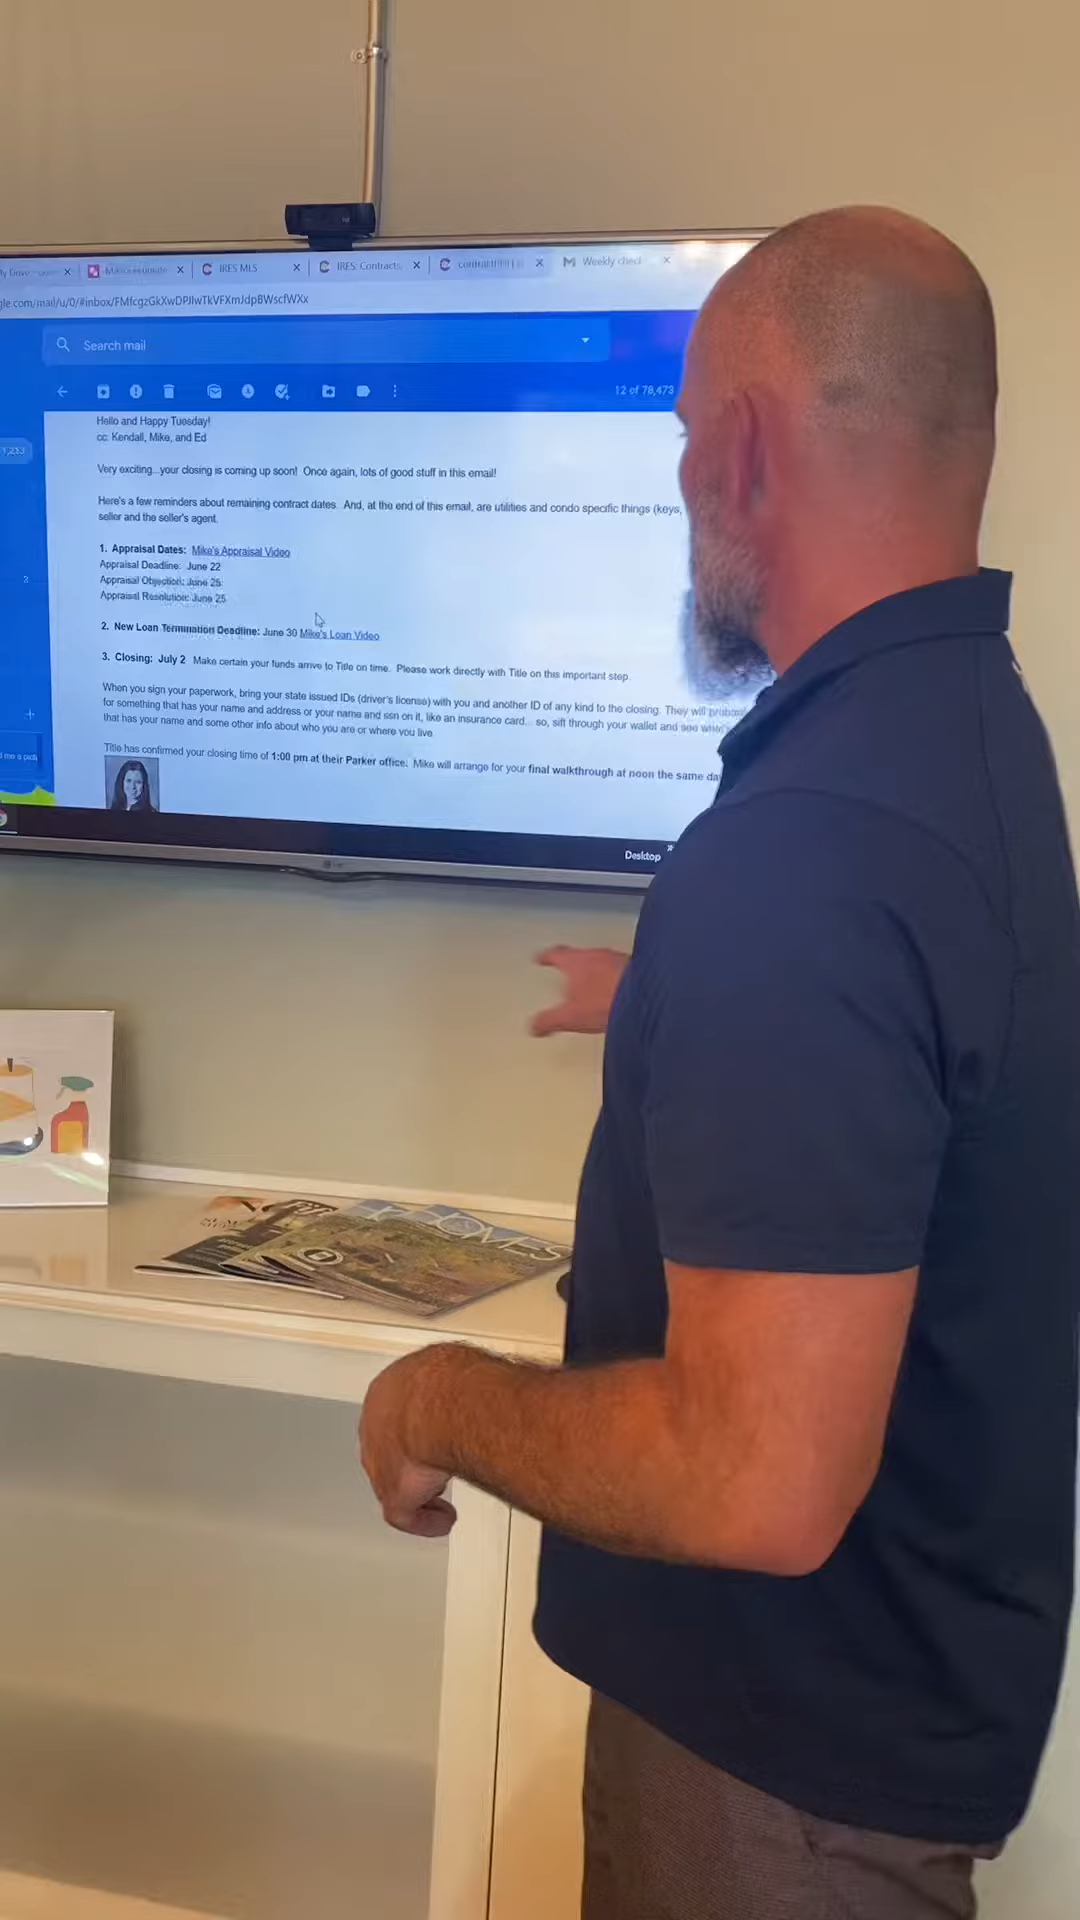 IRES MLS
IRES: Contracts,
Weekly check
gle.com/mail/u/0/#inbox/FMfcgzGkXwDPJlwTkVFXmJdpBWscfWXx
Search mail
12 of 78,473
1,233
Hello and Happy Tuesday!
cc: Kendall, Mike, and Ed
Very exciting...your closing is coming up soon! Once again, lots of good stuff in this email!
Here's a few reminders about remaining contract dates. And, at the end of this email, are utilities and condo specific things (keys,
seller and the seller's agent.
1. Appraisal Dates: Mike's Appraisal Video
Appraisal Deadline: June 22
Appraisal Objection: June 25
Appraisal Resolution: June 25
2. New Loan Termination Deadline: June 30 Mike's Loan Video
3. Closing: July 2 Make certain your funds arrive to Title on time. Please work directly with Title on this important step.
When you sign your paperwork, bring your state issued IDs (driver's license) with you and another ID of any kind to the closing. They will
for something that has your name and address or your name and ssn on it, like an insurance card... so, sift through your wallet and see
that has your name and some other info about who you are or where you live.
Title has confirmed your closing time of 1:00 pm at their Parker office. Mike will arrange for your final walkthrough at noon the same da
Desktop
HOMES